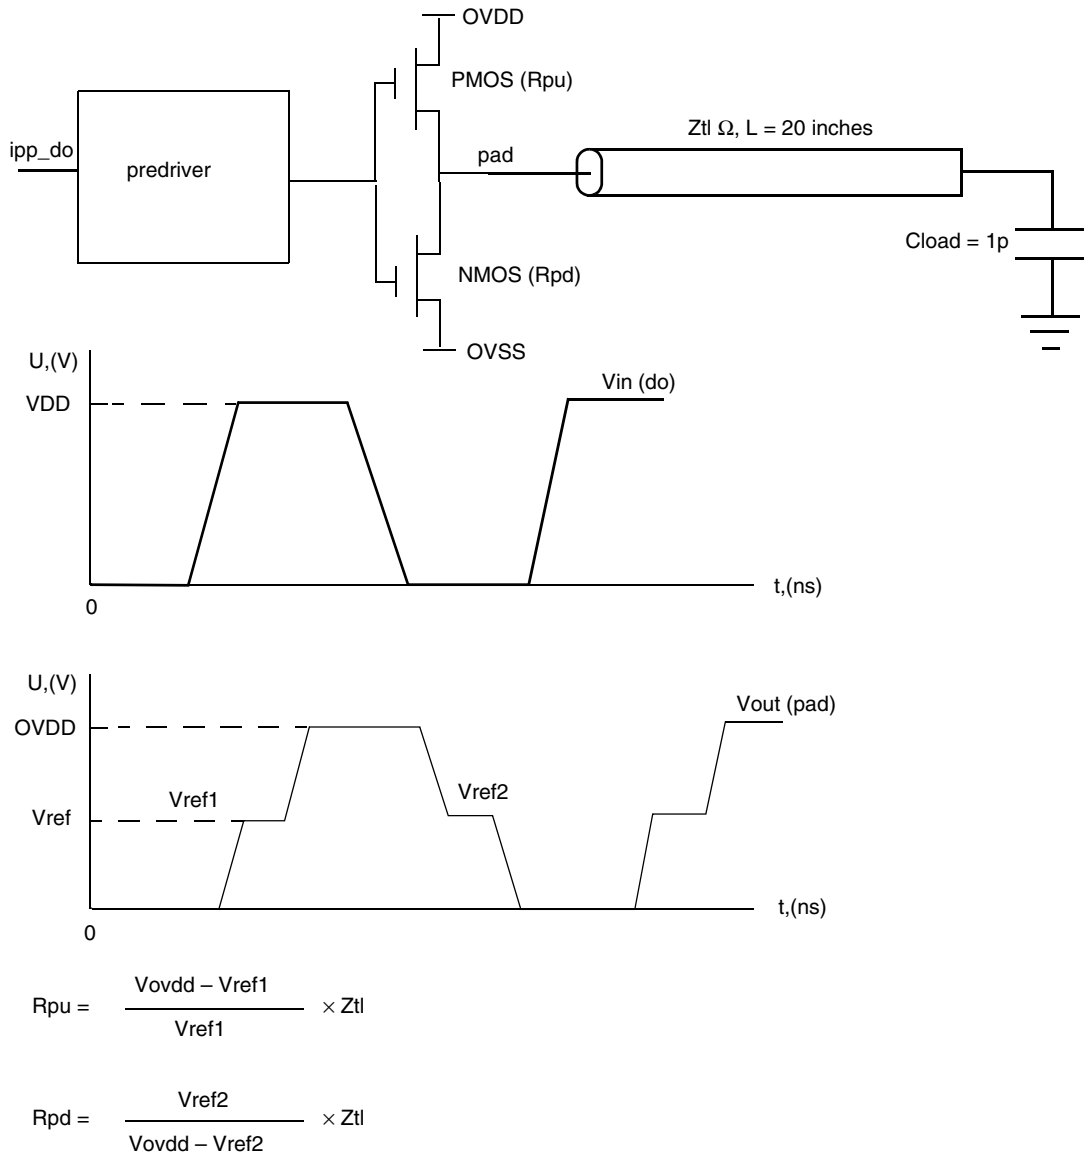 OVDD
PMOS (Rpu)
Ztl Ω, L = 20 inches
ipp_do
predriver
pad
Cload = 1p
NMOS (Rpd)
OVSS
U,(V)
VDD
Vin (do)
t,(ns)
0
U,(V)
OVDD
Vout (pad)
Vref1
Vref2
Vref
t,(ns)
0
Vovdd – Vref1
Rpu = × Ztl
Vref1
Vref2
Rpd = × Ztl
Vovdd – Vref2